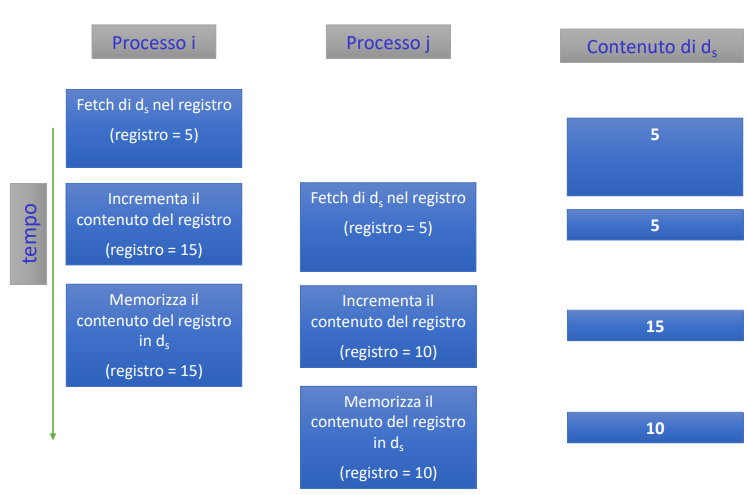 Processo i
Processo j
Contenuto di ds
tempo
Fetch di ds nel registro
(registro = 5)
5
Incrementa il
contenuto del registro
(registro = 15)
Fetch di ds nel registro
(registro = 5)
5
Memorizza il
contenuto del registro
in ds
(registro = 15)
Incrementa il
contenuto del registro
(registro = 10)
15
Memorizza il
contenuto del registro
in ds
(registro = 10)
10